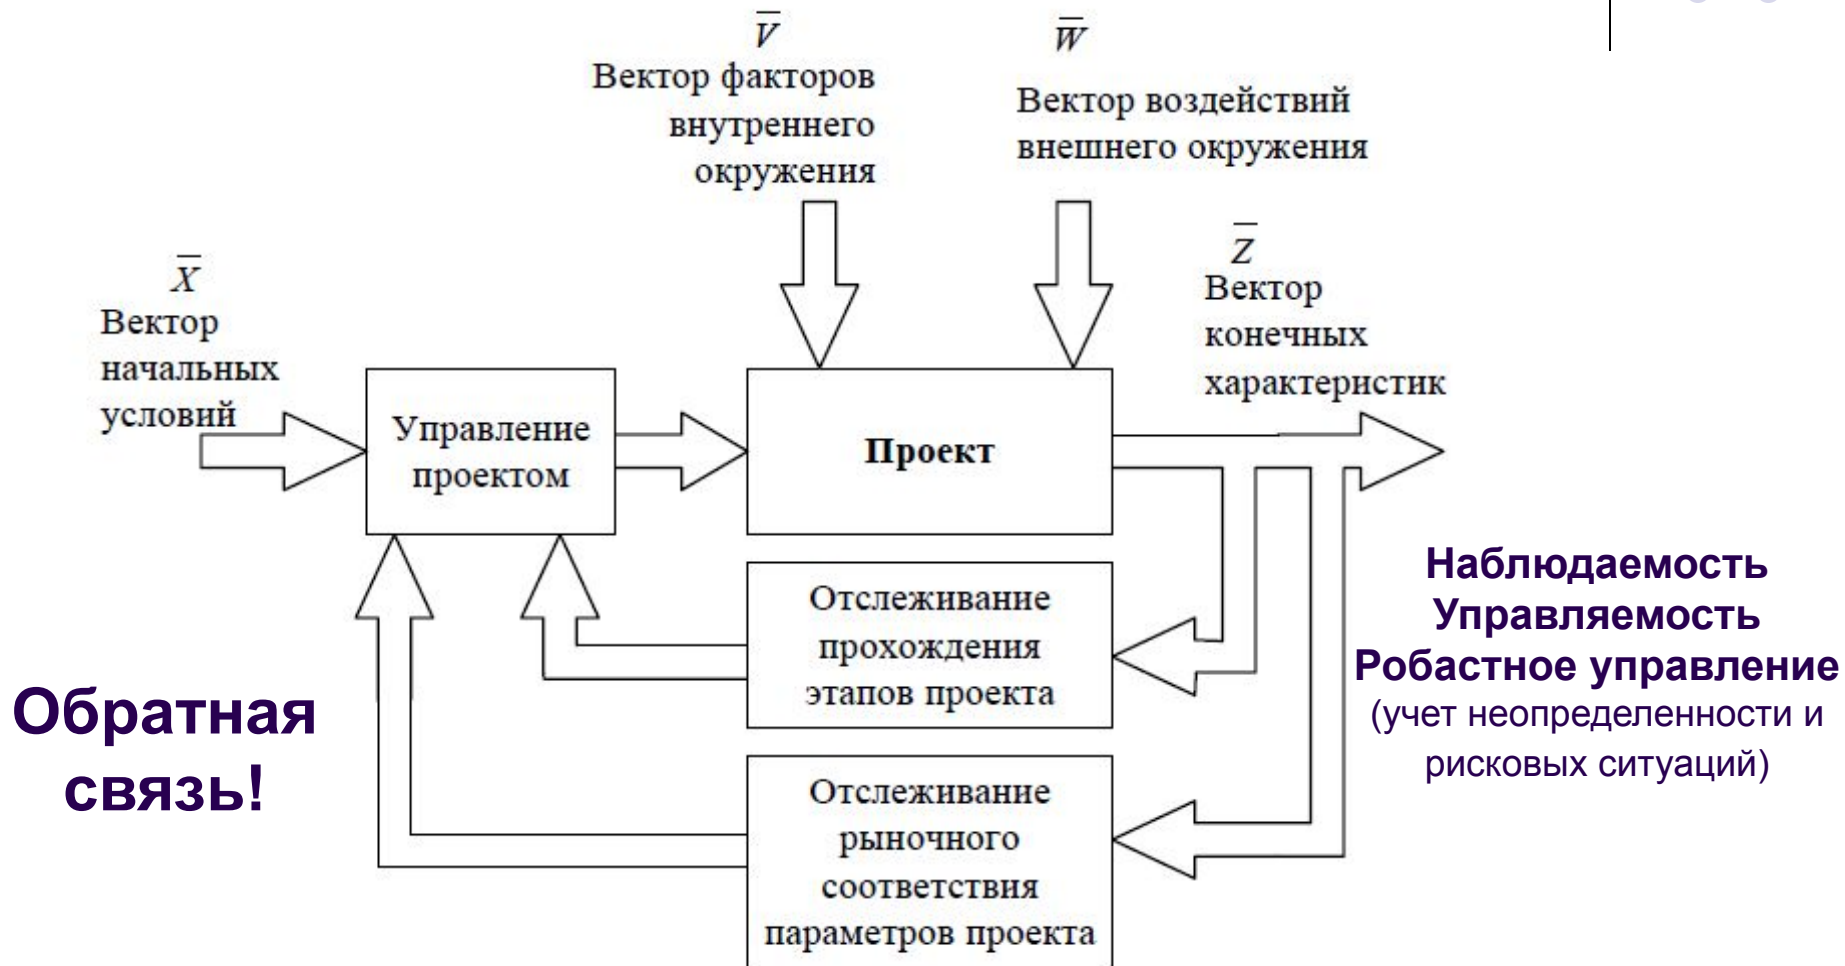 V
Вектор факторов
внутреннего
окружения
W
Вектор воздействий
внешнего окружения
X
Вектор
начальных
условий
Z
Вектор
конечных
характеристик
Управление
проектом
Проект
Отслеживание
прохождения
этапов проекта
Отслеживание
рыночного
соответствия
параметров проекта
Обратная
связь!
Наблюдаемость
Управляемость
Робастное управление
(учет неопределенности и
рисковых ситуаций)